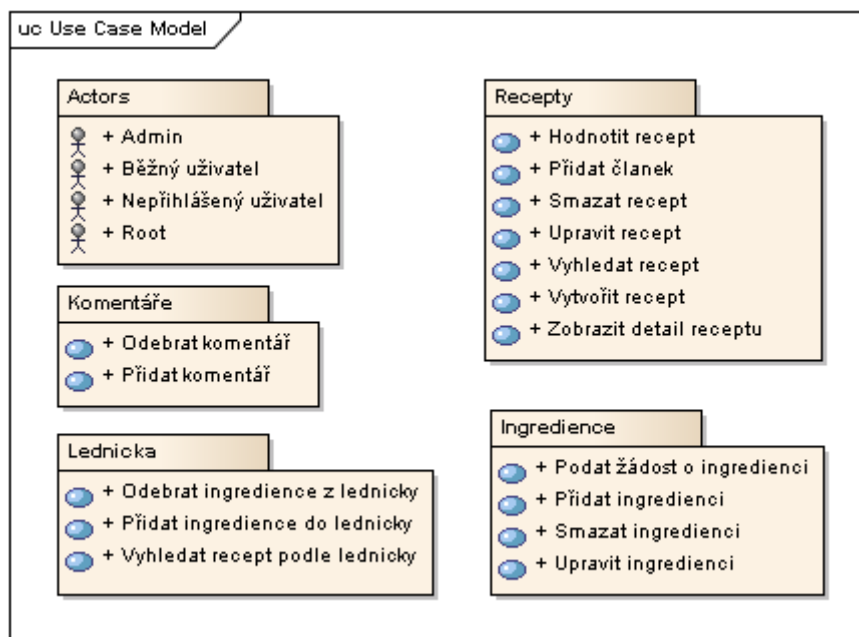 uc Use Case Model
Actors
+ Admin
+ Běžný uživatel
+ Nepřihlášený uživatel
+ Root
Komentáře
+ Odebrat komentář
+ Přidat komentář
Lednicka
+ Odebrat ingredience z lednicky
+ Přidat ingredience do lednicky
+ Vyhledat recept podle lednicky
Recepty
+ Hodnotit recept
+ Přidat članek
+ Smazat recept
+ Upravit recept
+ Vyhledat recept
+ Vytvořit recept
+ Zobrazit detail receptu
Ingredience
+ Podat žádost o ingredienci
+ Přidat ingredienci
+ Smazat ingredienci
+ Upravit ingredienci